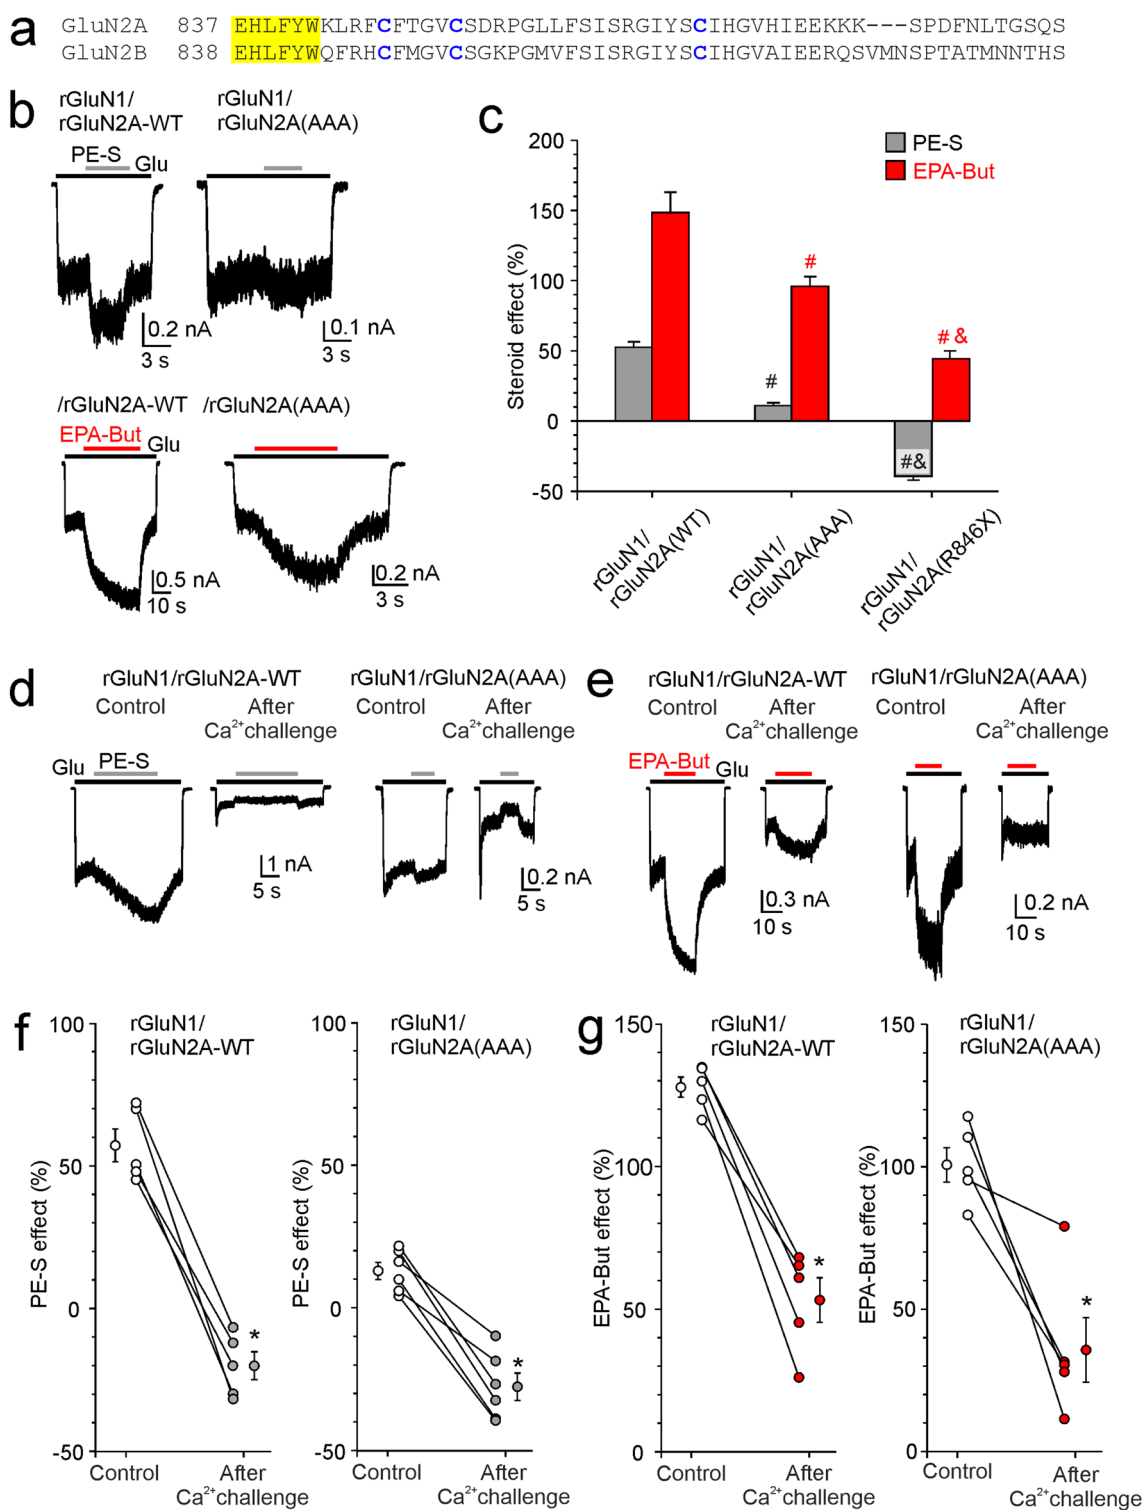 a
GluN2A 837 EHLFYWKLRFCFTGVCSDRPGLLFSISRGIYSCIHGVHIEEKKK---SPDFNLTGSQS
GluN2B 838 EHLFYWQFRHCFMGVCSGKPGMVFSISRGIYSCIHGVAIEERQSVMNSPTATMNNTHS
b
rGluN1/
rGluN2A-WT
rGluN1/
rGluN2A(AAA)
PE-S
Glu
0.2 nA
3 s
0.1 nA
3 s
/rGluN2A-WT
/rGluN2A(AAA)
EPA-But
Glu
0.5 nA
10 s
0.2 nA
3 s
c
Steroid effect (%)
200
150
100
50
0
-50
PE-S
EPA-But
#
#
# &
#&
rGluN1/
rGluN2A(WT)
rGluN1/
rGluN2A(AAA)
rGluN1/
rGluN2A(R846X)
d
rGluN1/rGluN2A-WT
Control
After
Ca2+challenge
rGluN1/rGluN2A(AAA)
Control
After
Ca2+challenge
Glu
PE-S
1 nA
5 s
0.2 nA
5 s
e
rGluN1/rGluN2A-WT
Control
After
Ca2+challenge
rGluN1/rGluN2A(AAA)
Control
After
Ca2+challenge
EPA-But
Glu
0.3 nA
10 s
0.2 nA
10 s
f
rGluN1/
rGluN2A-WT
PE-S effect (%)
100
50
0
-50
*
Control
After
Ca2+challenge
rGluN1/
rGluN2A(AAA)
PE-S effect (%)
100
50
0
-50
*
Control
After
Ca2+challenge
g
rGluN1/
rGluN2A-WT
EPA-But effect (%)
150
100
50
0
*
Control
After
Ca2+challenge
rGluN1/
rGluN2A(AAA)
EPA-But effect (%)
150
100
50
0
*
Control
After
Ca2+challenge